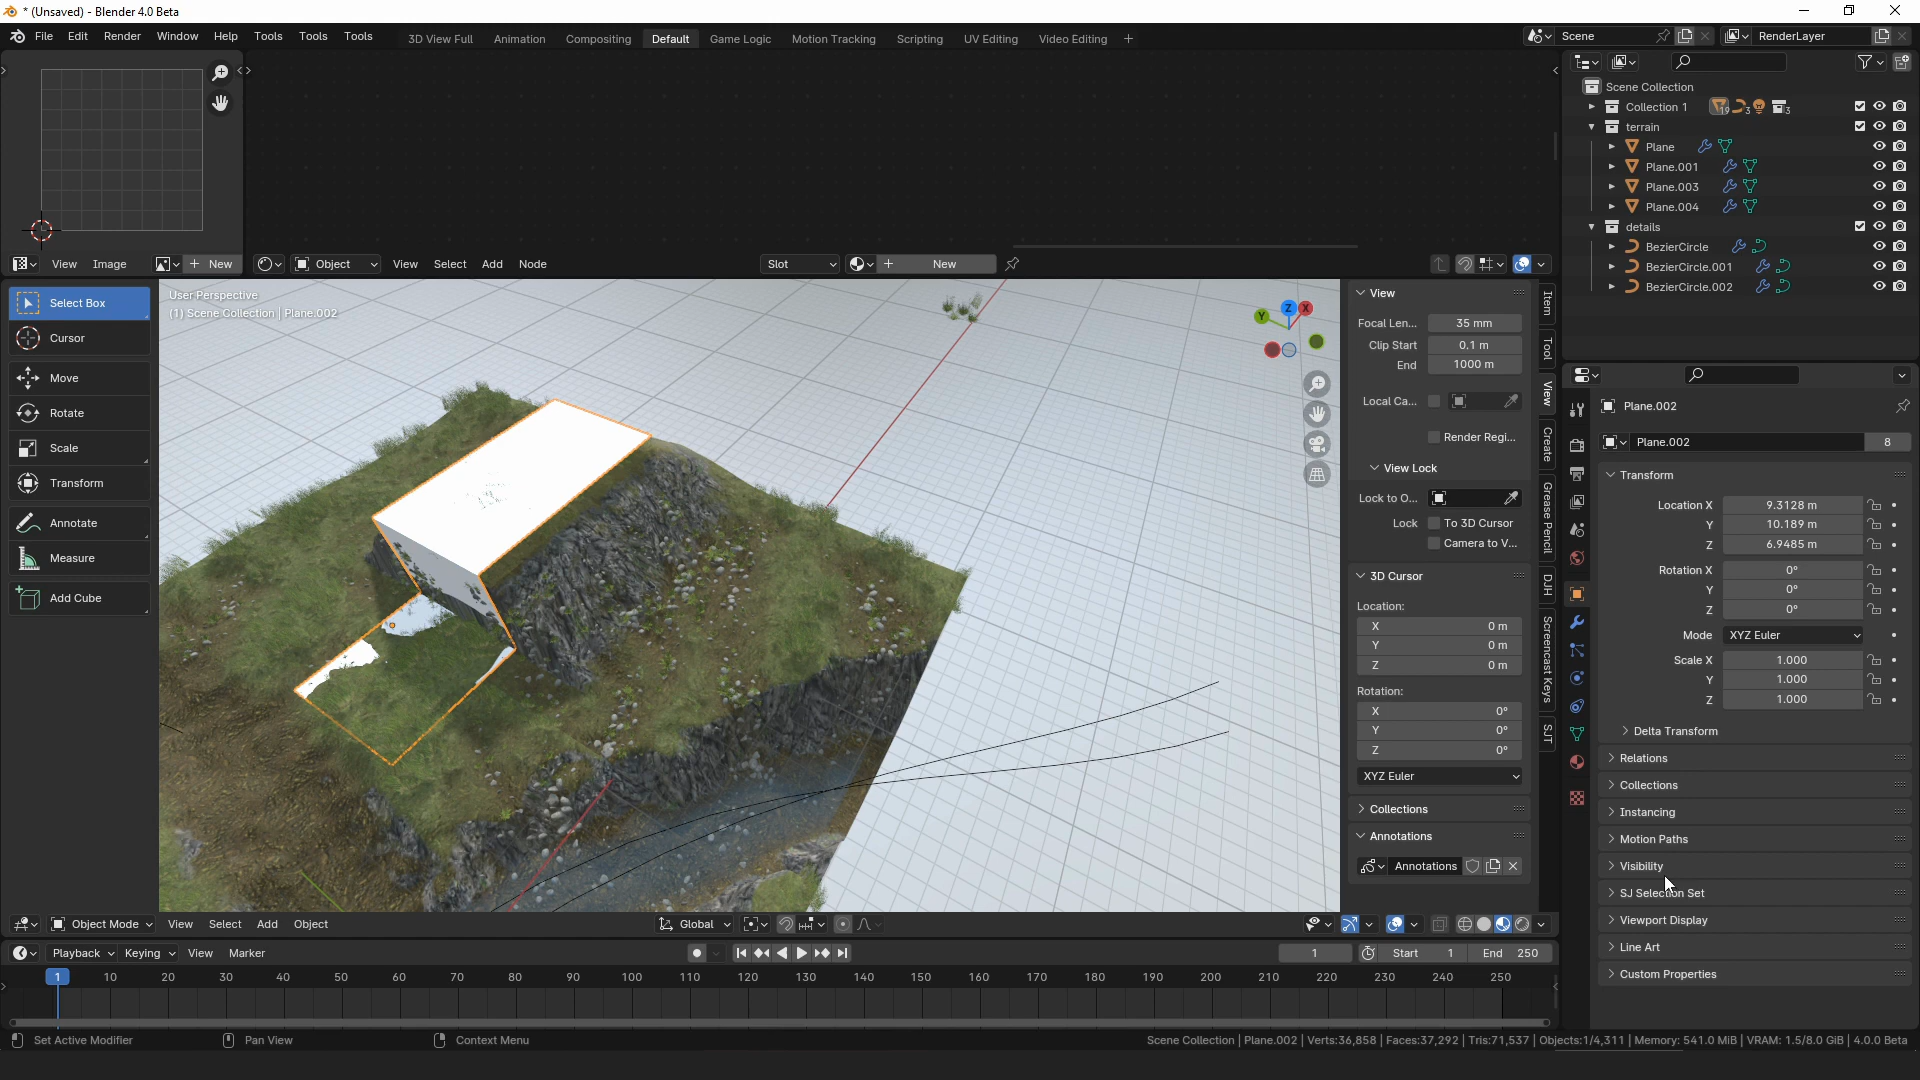 * (Unsaved) - Blender 4.0 Beta
File Edit Render Window Help Tools Tools Tools 3D View Full Animation Compositing Default Game Logic Motion Tracking Scripting UV Editing Video Editing + Scene RenderLayer
Scene Collection
Collection 1 19 3 3
terrain
Plane
Plane.001
Plane.003
Plane.004
details
BezierCircle
BezierCircle.001
BezierCircle.002
View Image + New Object View Select Add Node Slot + New
Select Box
Cursor
Move
Rotate
Scale
Transform
Annotate
Measure
Add Cube
User Perspective
(1) Scene Collection | Plane.002
X Y Z
View
Focal Len... 35 mm
Clip Start 0.1 m
End 1000 m
Local Ca...
Render Regi...
View Lock
Lock to O...
Lock To 3D Cursor
Camera to V...
3D Cursor
Location:
X 0 m
Y 0 m
Z 0 m
Rotation:
X 0°
Y 0°
Z 0°
XYZ Euler
Collections
Annotations
Annotations
Item
Tool
View
Create
Grease Pencil
DJH
Screencast Keys
SJT
Plane.002
Plane.002 8
Transform
Location X 9.3128 m
Y 10.189 m
Z 6.9485 m
Rotation X 0°
Y 0°
Z 0°
Mode XYZ Euler
Scale X 1.000
Y 1.000
Z 1.000
Delta Transform
Relations
Collections
Instancing
Motion Paths
Visibility
SJ Selection Set
Viewport Display
Line Art
Custom Properties
Object Mode View Select Add Object Global
Playback Keying View Marker 1 Start 1 End 250
1 10 20 30 40 50 60 70 80 90 100 110 120 130 140 150 160 170 180 190 200 210 220 230 240 250
Set Active Modifier Pan View Context Menu Scene Collection | Plane.002 | Verts:36,858 | Faces:37,292 | Tris:71,537 | Objects:1/4,311 | Memory: 541.0 MiB | VRAM: 1.5/8.0 GiB | 4.0.0 Beta